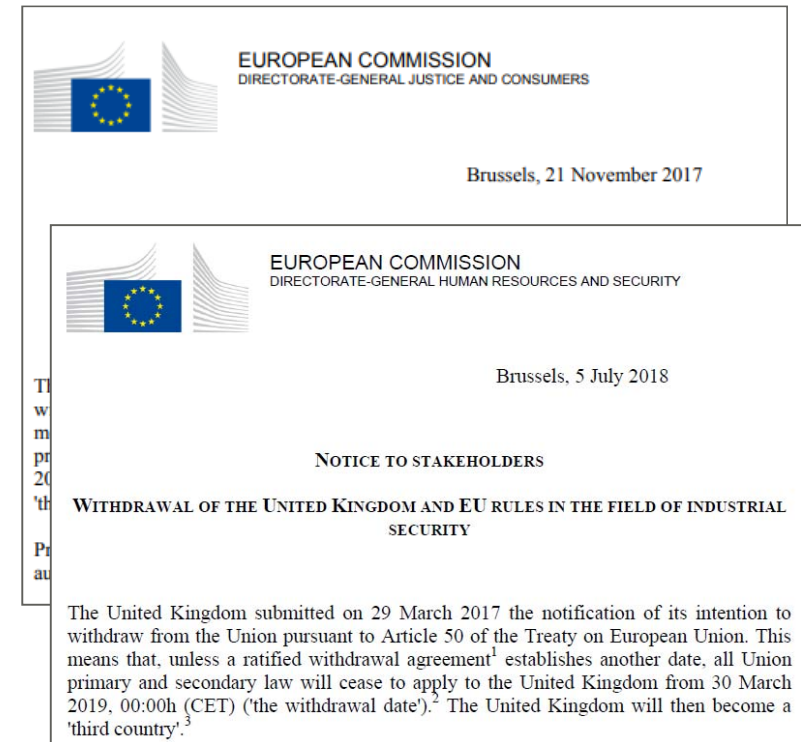 EUROPEAN COMMISSION
DIRECTORATE-GENERAL JUSTICE AND CONSUMERS
Brussels, 21 November 2017
EUROPEAN COMMISSION
DIRECTORATE-GENERAL HUMAN RESOURCES AND SECURITY
Brussels, 5 July 2018
NOTICE TO STAKEHOLDERS
WITHDRAWAL OF THE UNITED KINGDOM AND EU RULES IN THE FIELD OF INDUSTRIAL
SECURITY
The United Kingdom submitted on 29 March 2017 the notification of its intention to
withdraw from the Union pursuant to Article 50 of the Treaty on European Union. This
means that, unless a ratified withdrawal agreement¹ establishes another date, all Union
primary and secondary law will cease to apply to the United Kingdom from 30 March
2019, 00:00h (CET) ('the withdrawal date').² The United Kingdom will then become a
'third country'.³